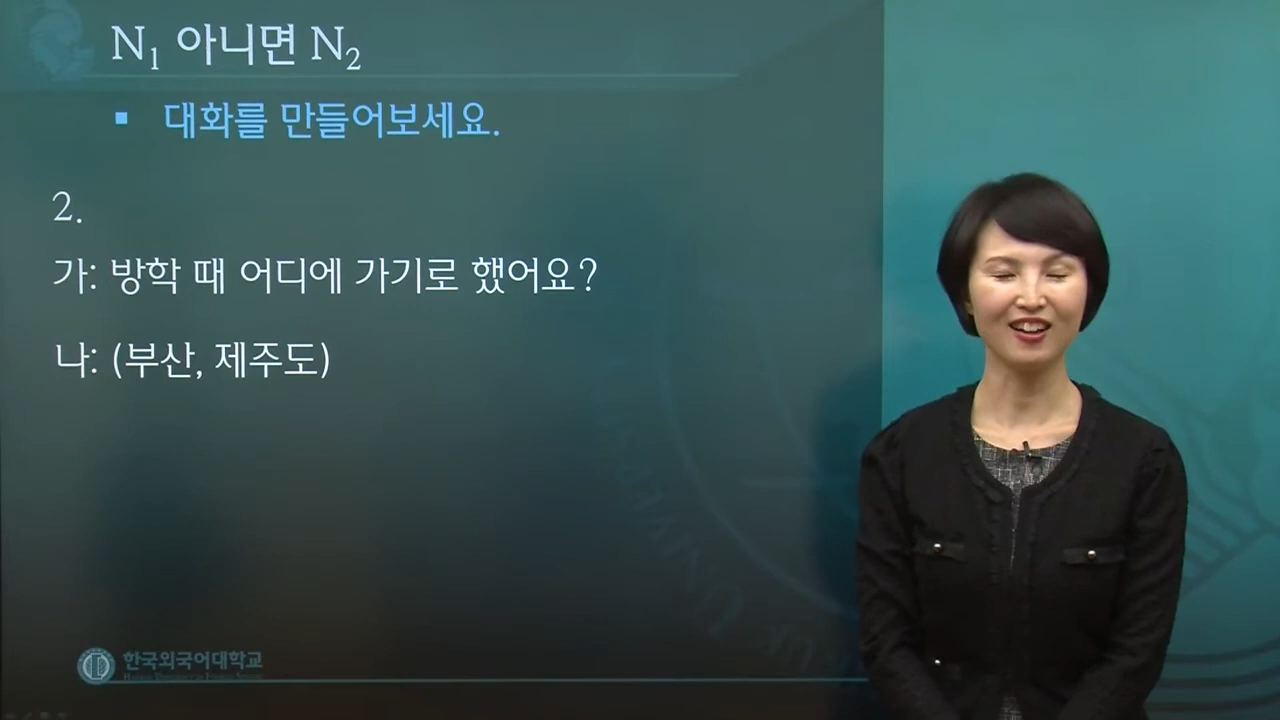 N₁ 아니면 N₂
▪ 대화를 만들어보세요.
2.
가: 방학 때 어디에 가기로 했어요?
나: (부산, 제주도)
한국외국어대학교